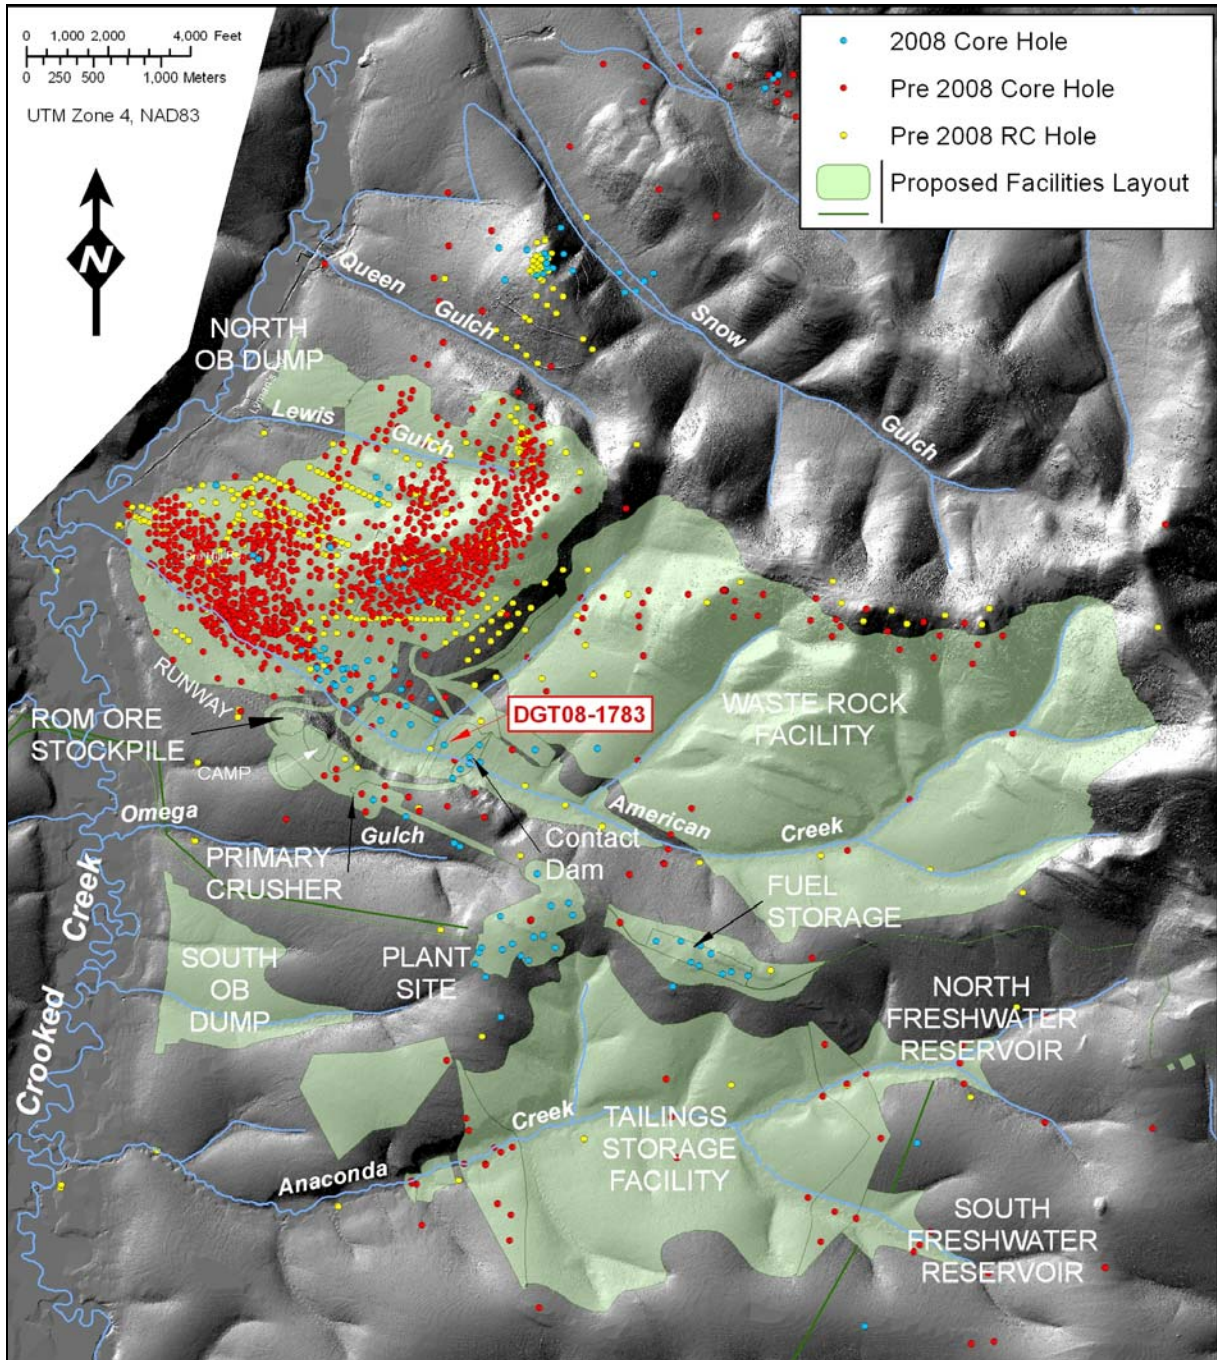 0 1,000 2,000 4,000 Feet
0 250 500 1,000 Meters
UTM Zone 4, NAD83
N
2008 Core Hole
Pre 2008 Core Hole
Pre 2008 RC Hole
Proposed Facilities Layout
Queen
Gulch
Snow
Gulch
NORTH
OB DUMP
Lewis
Gulch
RUNWAY
ROM ORE
STOCKPILE
CAMP
DGT08-1783
WASTE ROCK
FACILITY
Omega
Gulch
American
Creek
PRIMARY
CRUSHER
Contact
Dam
FUEL
STORAGE
Crooked
Creek
SOUTH
OB
DUMP
PLANT
SITE
NORTH
FRESHWATER
RESERVOIR
Anaconda
Creek
TAILINGS
STORAGE
FACILITY
SOUTH
FRESHWATER
RESERVOIR